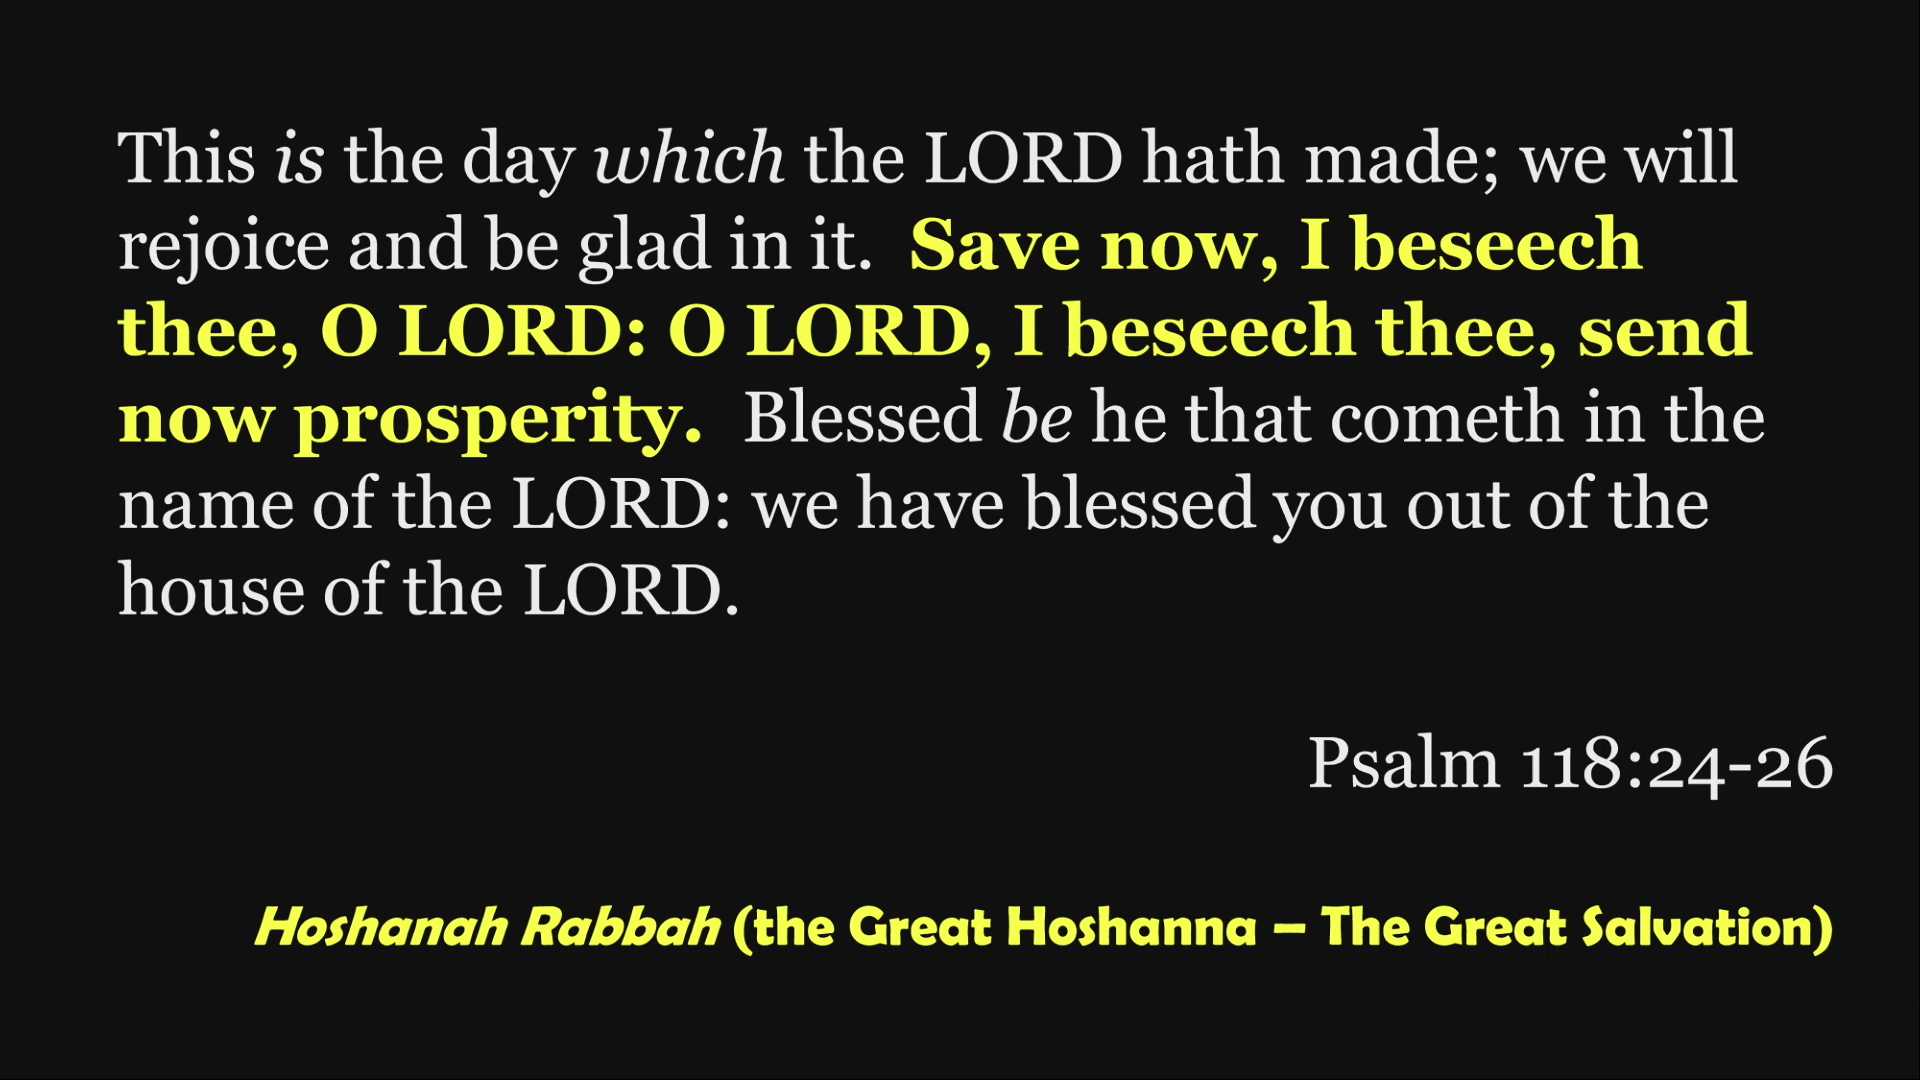 This is the day which the LORD hath made; we will
rejoice and be glad in it.  Save now, I beseech
thee, O LORD: O LORD, I beseech thee, send
now prosperity.  Blessed be he that cometh in the
name of the LORD: we have blessed you out of the
house of the LORD.
Psalm 118:24-26
Hoshanah Rabbah (the Great Hoshanna – The Great Salvation)